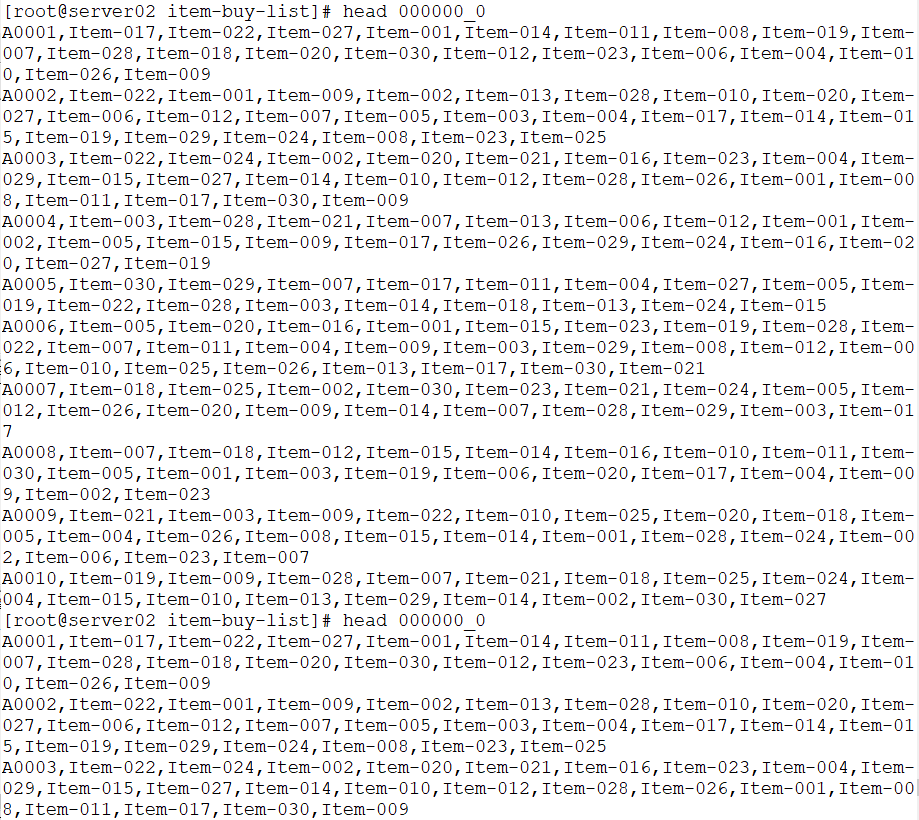 [root@server02 item-buy-list]# head 000000_0
A0001,Item-017,Item-022,Item-027,Item-001,Item-014,Item-011,Item-008,Item-019,Item-
007,Item-028,Item-018,Item-020,Item-030,Item-012,Item-023,Item-006,Item-004,Item-01
0,Item-026,Item-009
A0002,Item-022,Item-001,Item-009,Item-002,Item-013,Item-028,Item-010,Item-020,Item-
027,Item-006,Item-012,Item-007,Item-005,Item-003,Item-004,Item-017,Item-014,Item-01
5,Item-019,Item-029,Item-024,Item-008,Item-023,Item-025
A0003,Item-022,Item-024,Item-002,Item-020,Item-021,Item-016,Item-023,Item-004,Item-
029,Item-015,Item-027,Item-014,Item-010,Item-012,Item-028,Item-026,Item-001,Item-00
8,Item-011,Item-017,Item-030,Item-009
A0004,Item-003,Item-028,Item-021,Item-007,Item-013,Item-006,Item-012,Item-001,Item-
002,Item-005,Item-015,Item-009,Item-017,Item-026,Item-029,Item-024,Item-016,Item-02
0,Item-027,Item-019
A0005,Item-030,Item-029,Item-007,Item-017,Item-011,Item-004,Item-027,Item-005,Item-
019,Item-022,Item-028,Item-003,Item-014,Item-018,Item-013,Item-024,Item-015
A0006,Item-005,Item-020,Item-016,Item-001,Item-015,Item-023,Item-019,Item-028,Item-
022,Item-007,Item-011,Item-004,Item-009,Item-003,Item-029,Item-008,Item-012,Item-00
6,Item-010,Item-025,Item-026,Item-013,Item-017,Item-030,Item-021
A0007,Item-018,Item-025,Item-002,Item-030,Item-023,Item-021,Item-024,Item-005,Item-
012,Item-026,Item-020,Item-009,Item-014,Item-007,Item-028,Item-029,Item-003,Item-01
7
A0008,Item-007,Item-018,Item-012,Item-015,Item-014,Item-016,Item-010,Item-011,Item-
030,Item-005,Item-001,Item-003,Item-019,Item-006,Item-020,Item-017,Item-004,Item-00
9,Item-002,Item-023
A0009,Item-021,Item-003,Item-009,Item-022,Item-010,Item-025,Item-020,Item-018,Item-
005,Item-004,Item-026,Item-008,Item-015,Item-014,Item-001,Item-028,Item-024,Item-00
2,Item-006,Item-023,Item-007
A0010,Item-019,Item-009,Item-028,Item-007,Item-021,Item-018,Item-025,Item-024,Item-
004,Item-015,Item-010,Item-013,Item-029,Item-014,Item-002,Item-030,Item-027
[root@server02 item-buy-list]# head 000000_0
A0001,Item-017,Item-022,Item-027,Item-001,Item-014,Item-011,Item-008,Item-019,Item-
007,Item-028,Item-018,Item-020,Item-030,Item-012,Item-023,Item-006,Item-004,Item-01
0,Item-026,Item-009
A0002,Item-022,Item-001,Item-009,Item-002,Item-013,Item-028,Item-010,Item-020,Item-
027,Item-006,Item-012,Item-007,Item-005,Item-003,Item-004,Item-017,Item-014,Item-01
5,Item-019,Item-029,Item-024,Item-008,Item-023,Item-025
A0003,Item-022,Item-024,Item-002,Item-020,Item-021,Item-016,Item-023,Item-004,Item-
029,Item-015,Item-027,Item-014,Item-010,Item-012,Item-028,Item-026,Item-001,Item-00
8,Item-011,Item-017,Item-030,Item-009